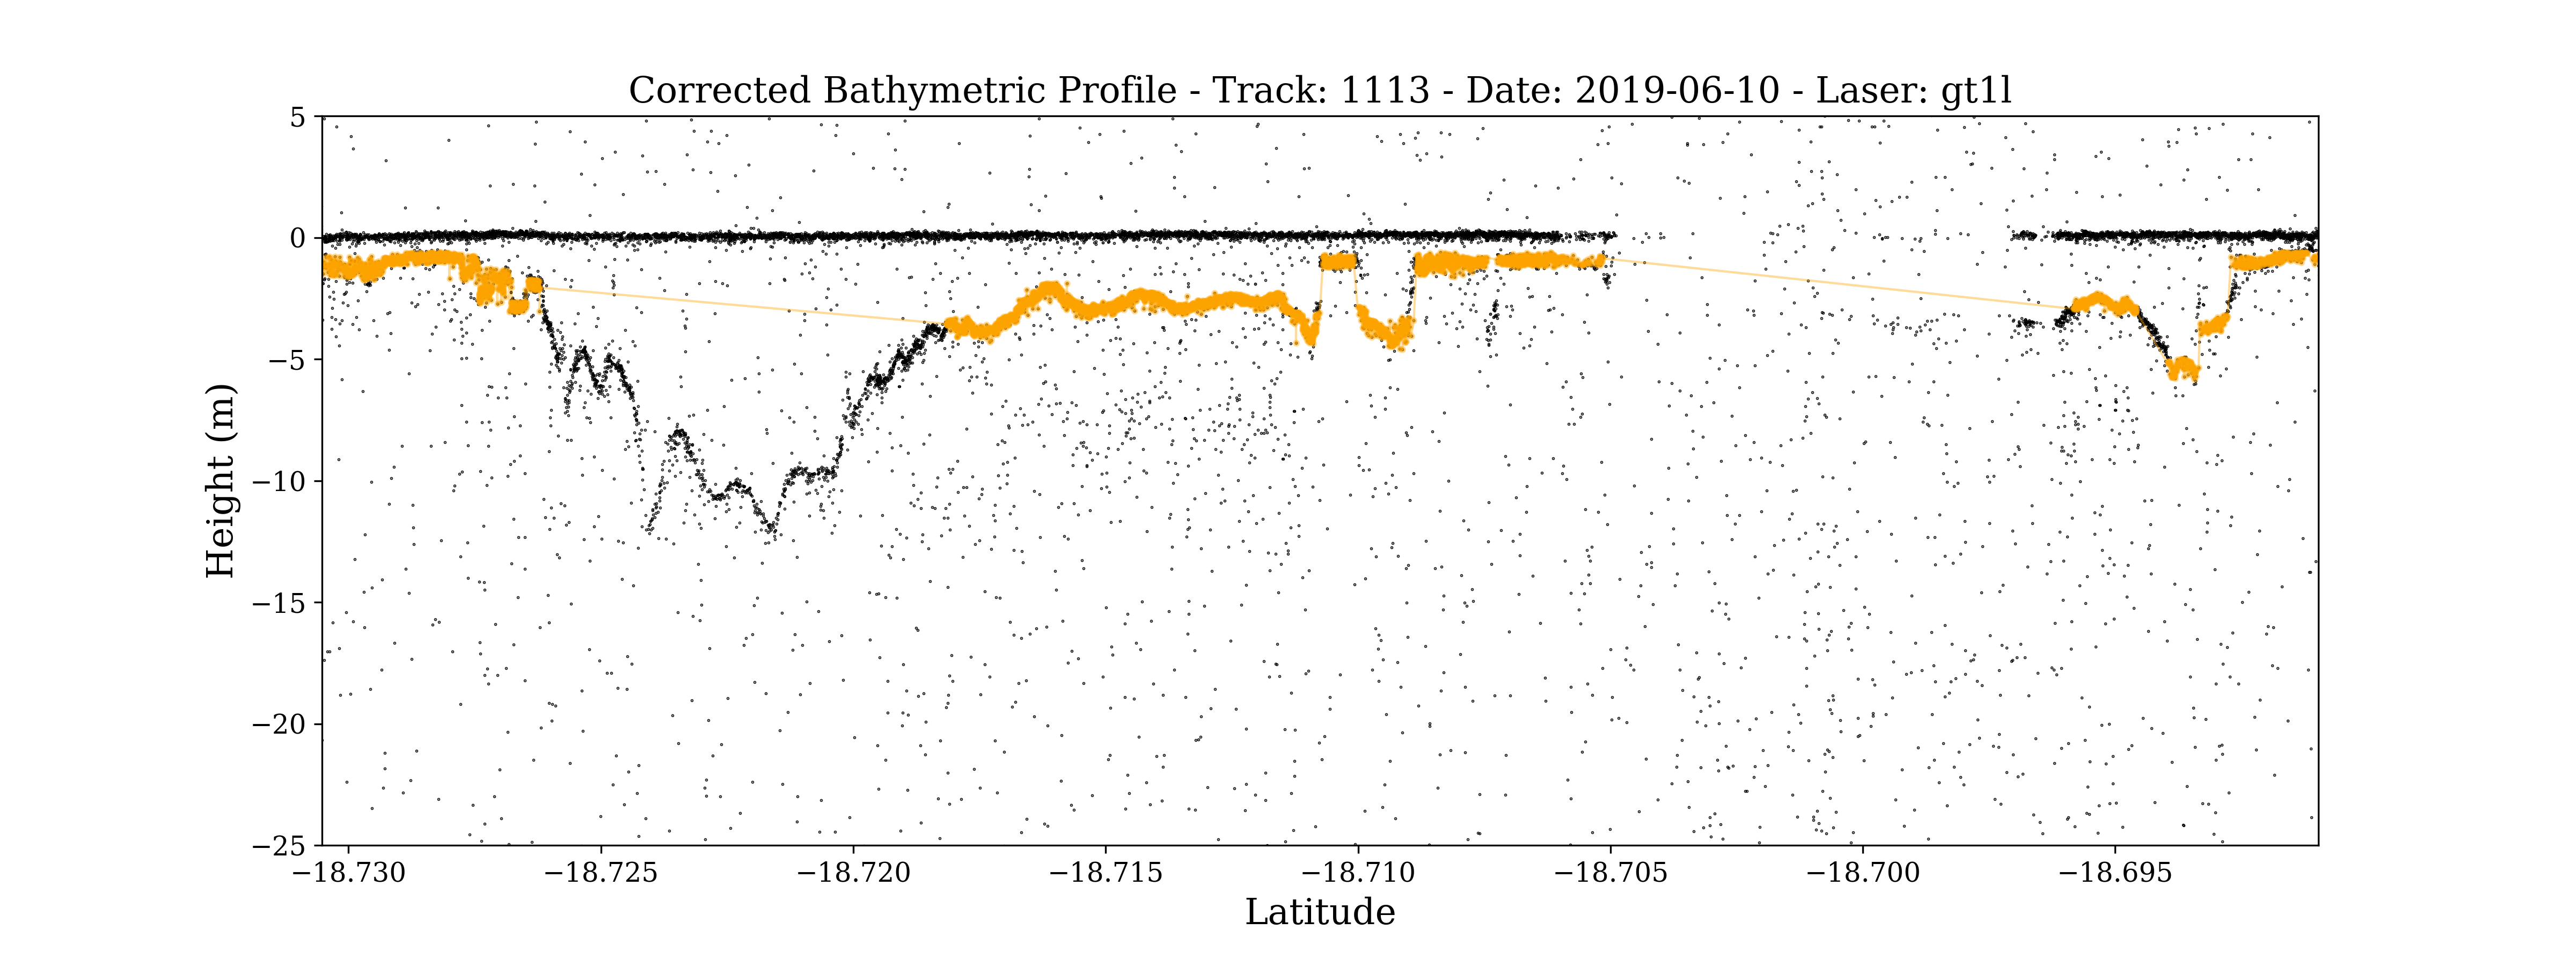 Corrected Bathymetric Profile - Track: 1113 - Date: 2019-06-10 - Laser: gt1l
5
0
−5
−10
−15
−20
−25
Height (m)
−18.730 −18.725 −18.720 −18.715 −18.710 −18.705 −18.700 −18.695
Latitude